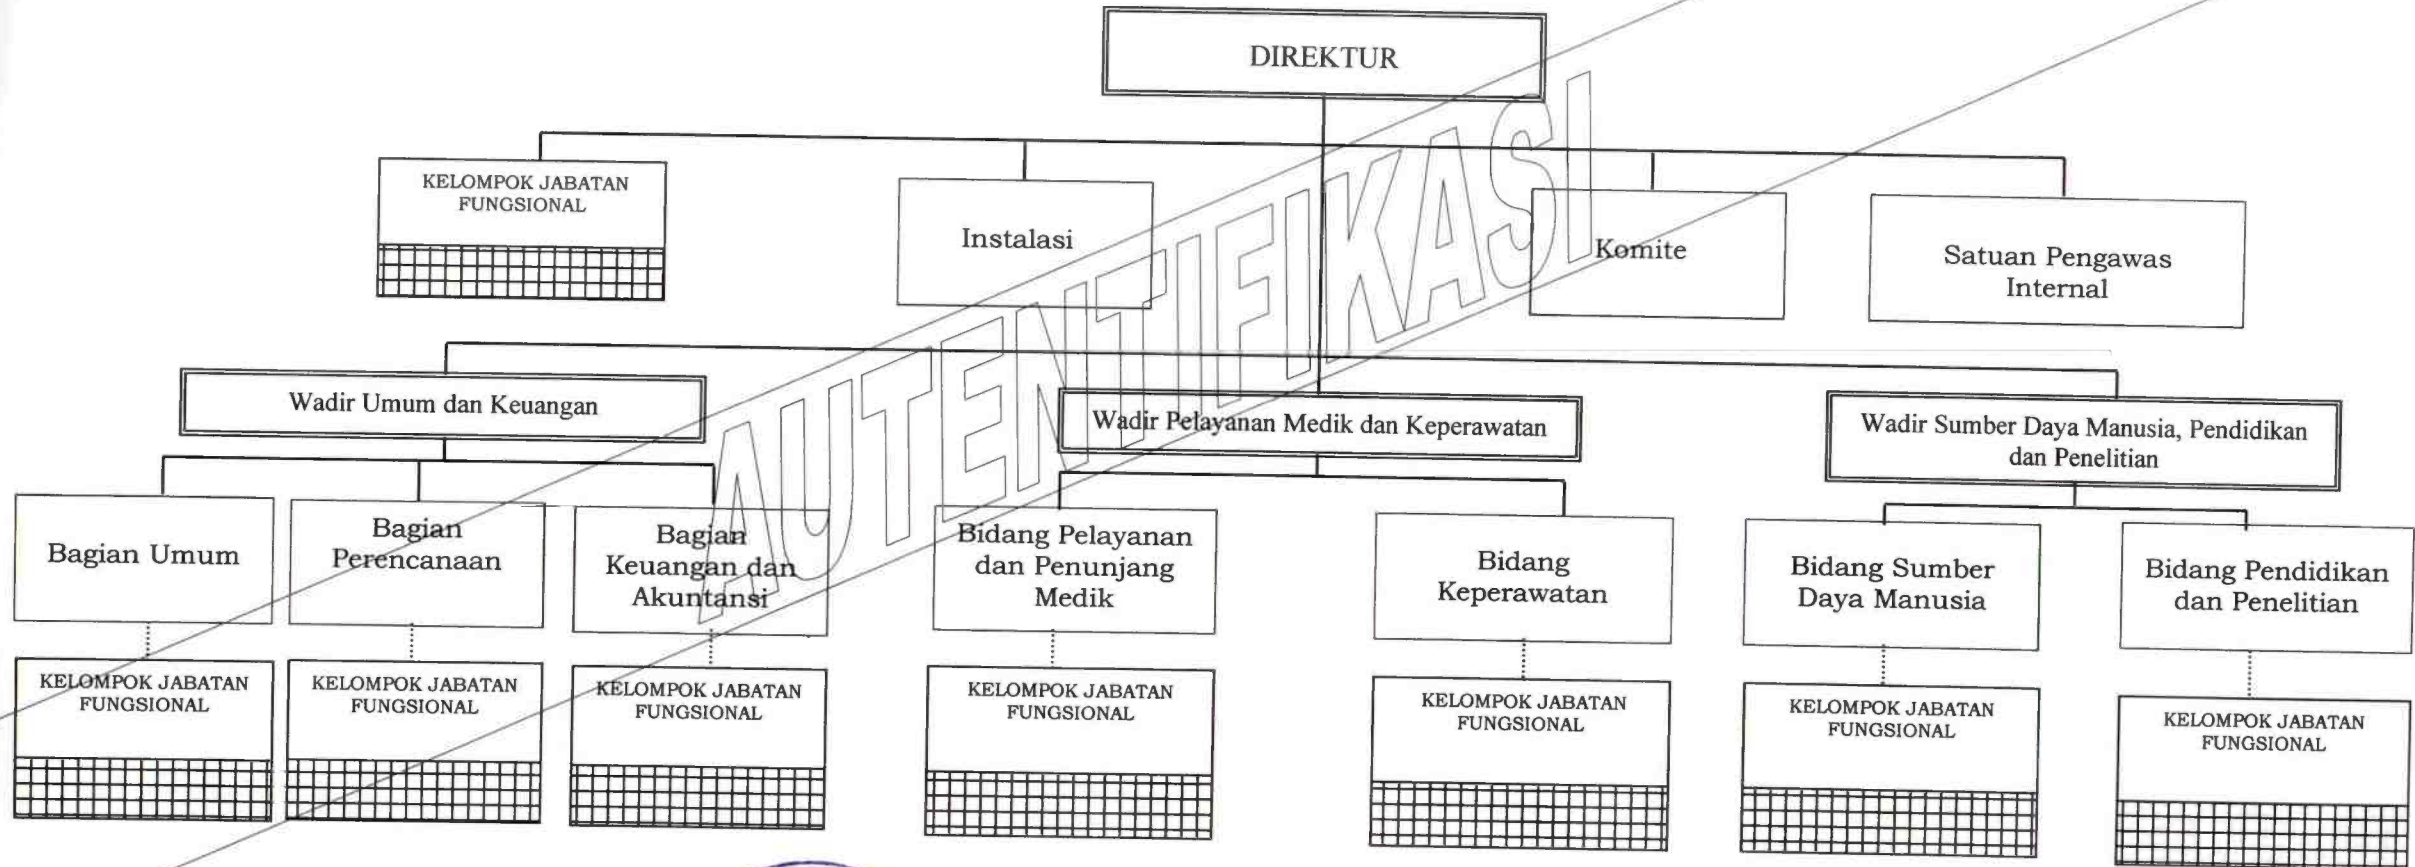 DIREKTUR
KELOMPOK JABATAN
FUNGSIONAL
Instalasi
Komite
Satuan Pengawas
Internal
AUTENTIFIKASI
Wadir Umum dan Keuangan
Wadir Pelayanan Medik dan Keperawatan
Wadir Sumber Daya Manusia, Pendidikan
dan Penelitian
Bagian Umum
Bagian
Perencanaan
Bagian
Keuangan dan
Akuntansi
Bidang Pelayanan
dan Penunjang
Medik
Bidang
Keperawatan
Bidang Sumber
Daya Manusia
Bidang Pendidikan
dan Penelitian
KELOMPOK JABATAN
FUNGSIONAL
KELOMPOK JABATAN
FUNGSIONAL
KELOMPOK JABATAN
FUNGSIONAL
KELOMPOK JABATAN
FUNGSIONAL
KELOMPOK JABATAN
FUNGSIONAL
KELOMPOK JABATAN
FUNGSIONAL
KELOMPOK JABATAN
FUNGSIONAL